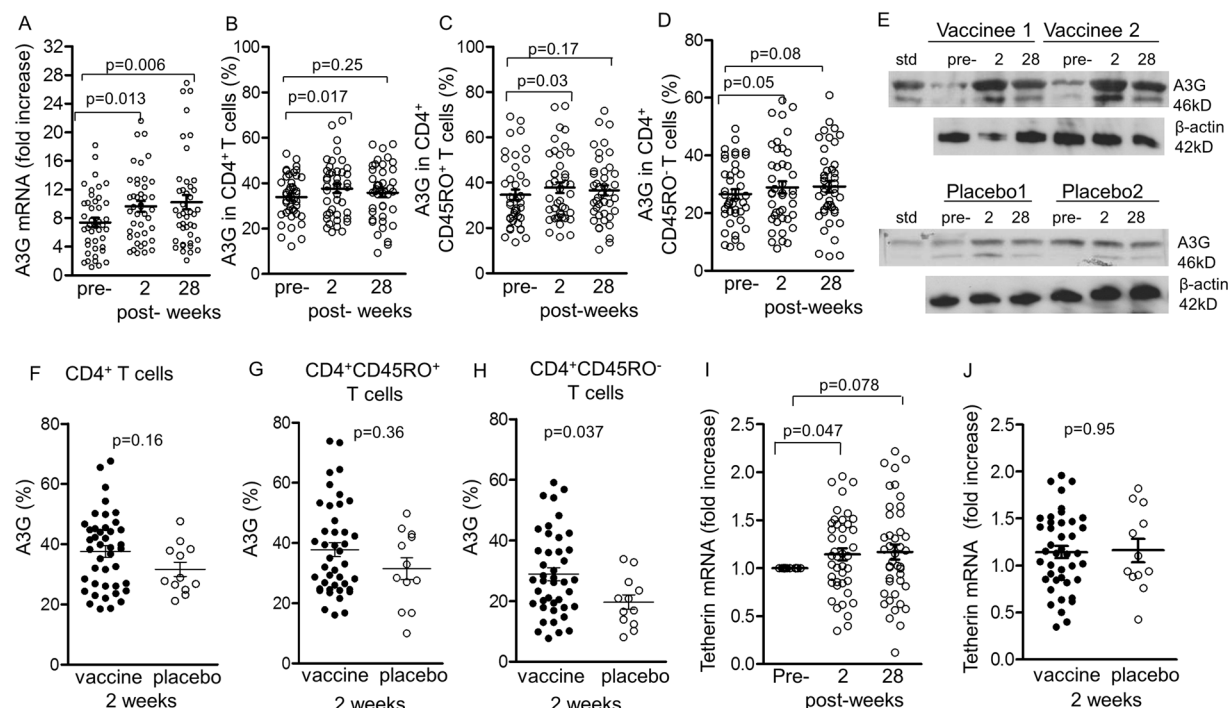 A
A3G mRNA (fold increase)
32
28
24
20
16
12
8
4
0
p=0.006
p=0.013
pre- 2 28
post- weeks
B
A3G in CD4⁺ T cells (%)
100
80
60
40
20
0
p=0.25
p=0.017
pre- 2 28
post- weeks
C
A3G in CD4⁺
CD45RO⁺ T cells (%)
100
80
60
40
20
0
p=0.17
p=0.03
pre- 2 28
post-weeks
D
A3G in CD4⁺
CD45RO⁻ T cells (%)
80
60
40
20
0
p=0.08
p=0.05
pre- 2 28
post-weeks
E
Vaccinee 1 Vaccinee 2
std pre- 2 28 pre- 2 28
A3G
46kD
β-actin
42kD
Placebo1 Placebo2
std pre- 2 28 pre- 2 28
A3G
46kD
β-actin
42kD
F CD4⁺ T cells
A3G (%)
80
60
40
20
0
p=0.16
vaccine placebo
2 weeks
G CD4⁺CD45RO⁺
T cells
A3G (%)
80
60
40
20
0
p=0.36
vaccine placebo
2 weeks
H CD4⁺CD45RO⁻
T cells
A3G (%)
80
60
40
20
0
p=0.037
vaccine placebo
2 weeks
I
Tetherin mRNA (fold increase)
2.5
2.0
1.5
1.0
0.5
0.0
p=0.078
p=0.047
Pre- 2 28
post-weeks
J
Tetherin mRNA (fold increase)
2.5
2.0
1.5
1.0
0.5
0.0
p=0.95
vaccine placebo
2 weeks